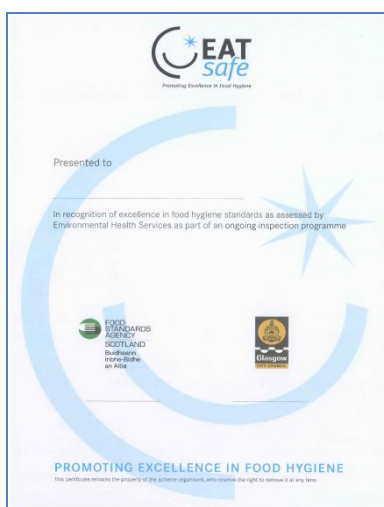 EAT
safe
Promoting Excellence in Food Hygiene
Presented to
In recognition of excellence in food hygiene standards as assessed by
Environmental Health Services as part of an ongoing inspection programme
FOOD
STANDARDS
AGENCY
SCOTLAND
Buidheann
Inbhe-Bidhe
an Alba
Glasgow
CITY COUNCIL
PROMOTING EXCELLENCE IN FOOD HYGIENE
This certificate remains the property of the scheme organisers, who reserve the right to remove it at any time